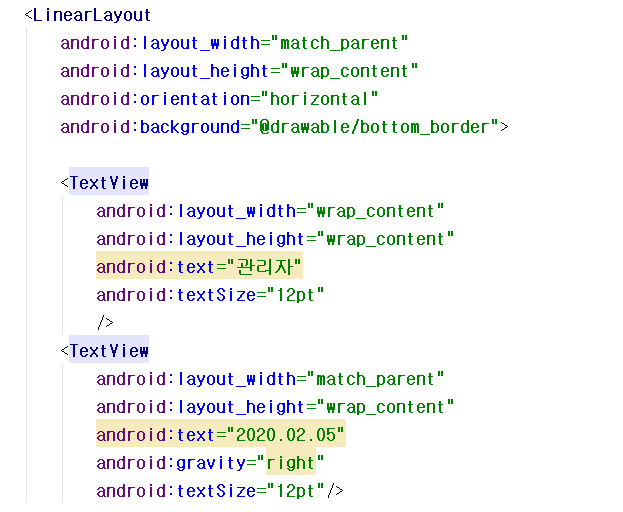 <LinearLayout
android:layout_width="match_parent"
android:layout_height="wrap_content"
android:orientation="horizontal"
android:background="@drawable/bottom_border">
<TextView
android:layout_width="wrap_content"
android:layout_height="wrap_content"
android:text="관리자"
android:textSize="12pt"
/>
<TextView
android:layout_width="match_parent"
android:layout_height="wrap_content"
android:text="2020.02.05"
android:gravity="right"
android:textSize="12pt"/>